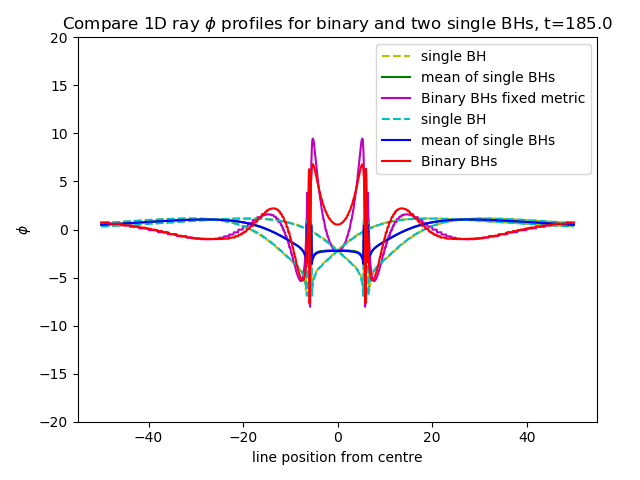 Compare 1D ray ϕ profiles for binary and two single BHs, t=185.0
20
15
10
5
0
−5
−10
−15
−20
ϕ
single BH
mean of single BHs
Binary BHs fixed metric
single BH
mean of single BHs
Binary BHs
−40 −20 0 20 40
line position from centre